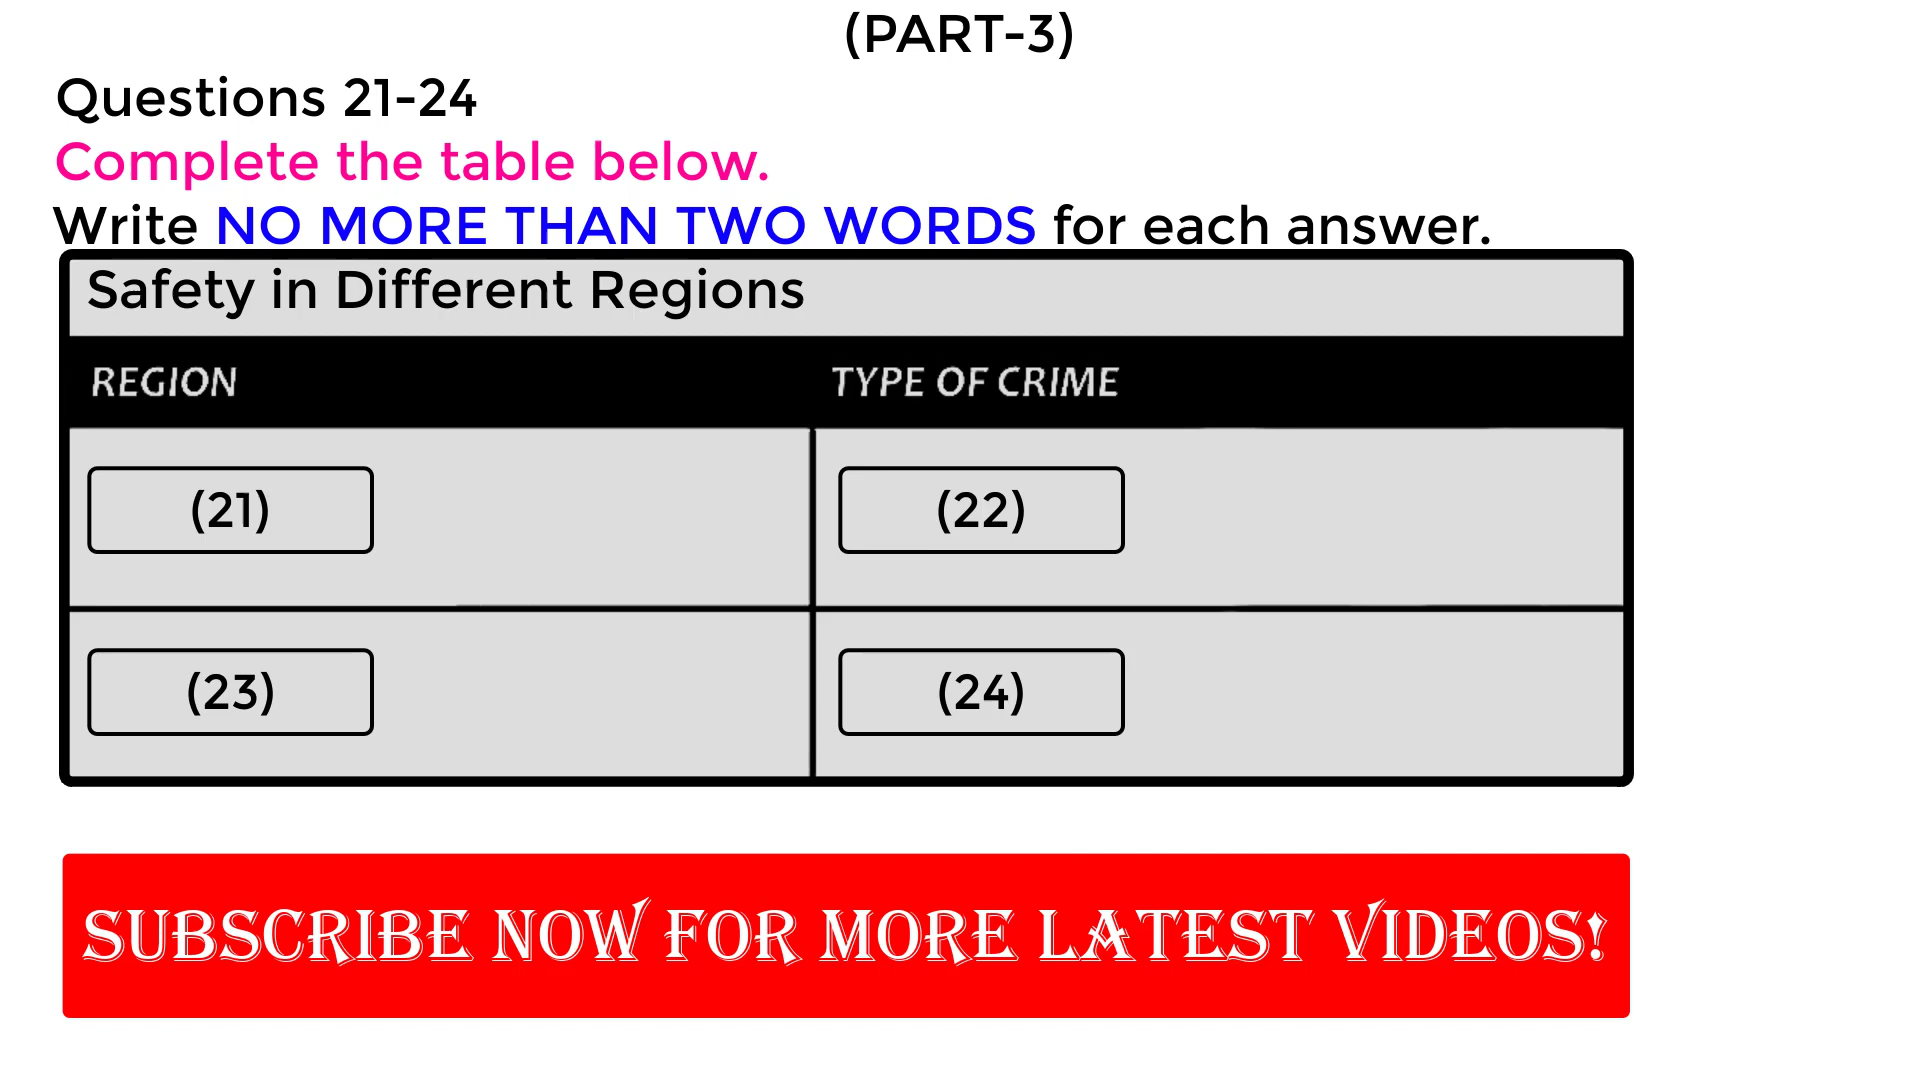 (PART-3)
Questions 21-24
Complete the table below.
Write NO MORE THAN TWO WORDS for each answer.
Safety in Different Regions
REGION TYPE OF CRIME
(21) (22)
(23) (24)
SUBSCRIBE NOW FOR MORE LATEST VIDEOS!